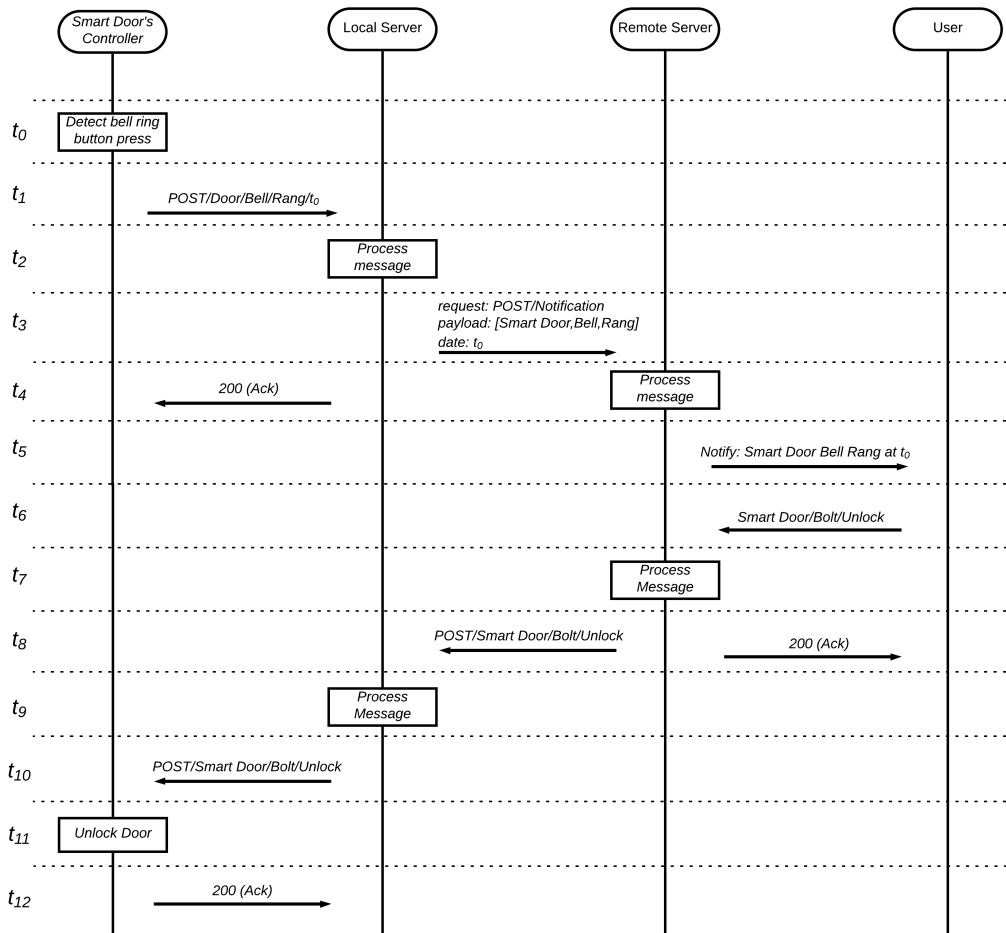 Smart Door's
Controller
Local Server
Remote Server
User
t0
Detect bell ring
button press
t1
POST/Door/Bell/Rang/t0
t2
Process
message
t3
request: POST/Notification
payload: [Smart Door,Bell,Rang]
date: t0
t4
200 (Ack)
Process
message
t5
Notify: Smart Door Bell Rang at t0
t6
Smart Door/Bolt/Unlock
t7
Process
Message
t8
POST/Smart Door/Bolt/Unlock
200 (Ack)
t9
Process
Message
t10
POST/Smart Door/Bolt/Unlock
t11
Unlock Door
t12
200 (Ack)